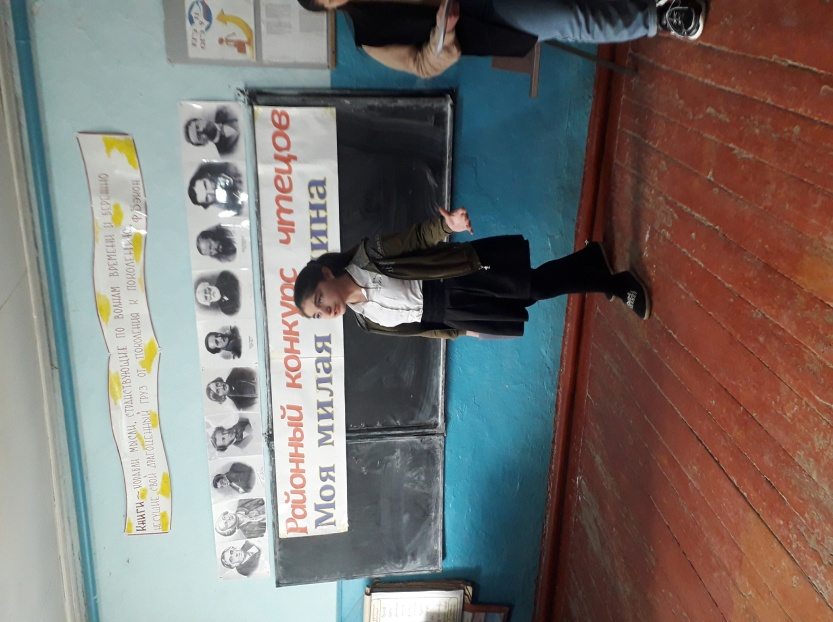 КНИГИ – КОРАБЛИ МЫСЛИ, СТРАНСТВУЮЩИЕ ПО ВОЛНАМ ВРЕМЕНИ И БЕРЕЖНО
НЕСУЩИЕ СВОЙ ДРАГОЦЕННЫЙ ГРУЗ ОТ ПОКОЛЕНИЯ К ПОКОЛЕНИЮ Ф.БЭКОН
Районный конкурс чтецов
Моя милая